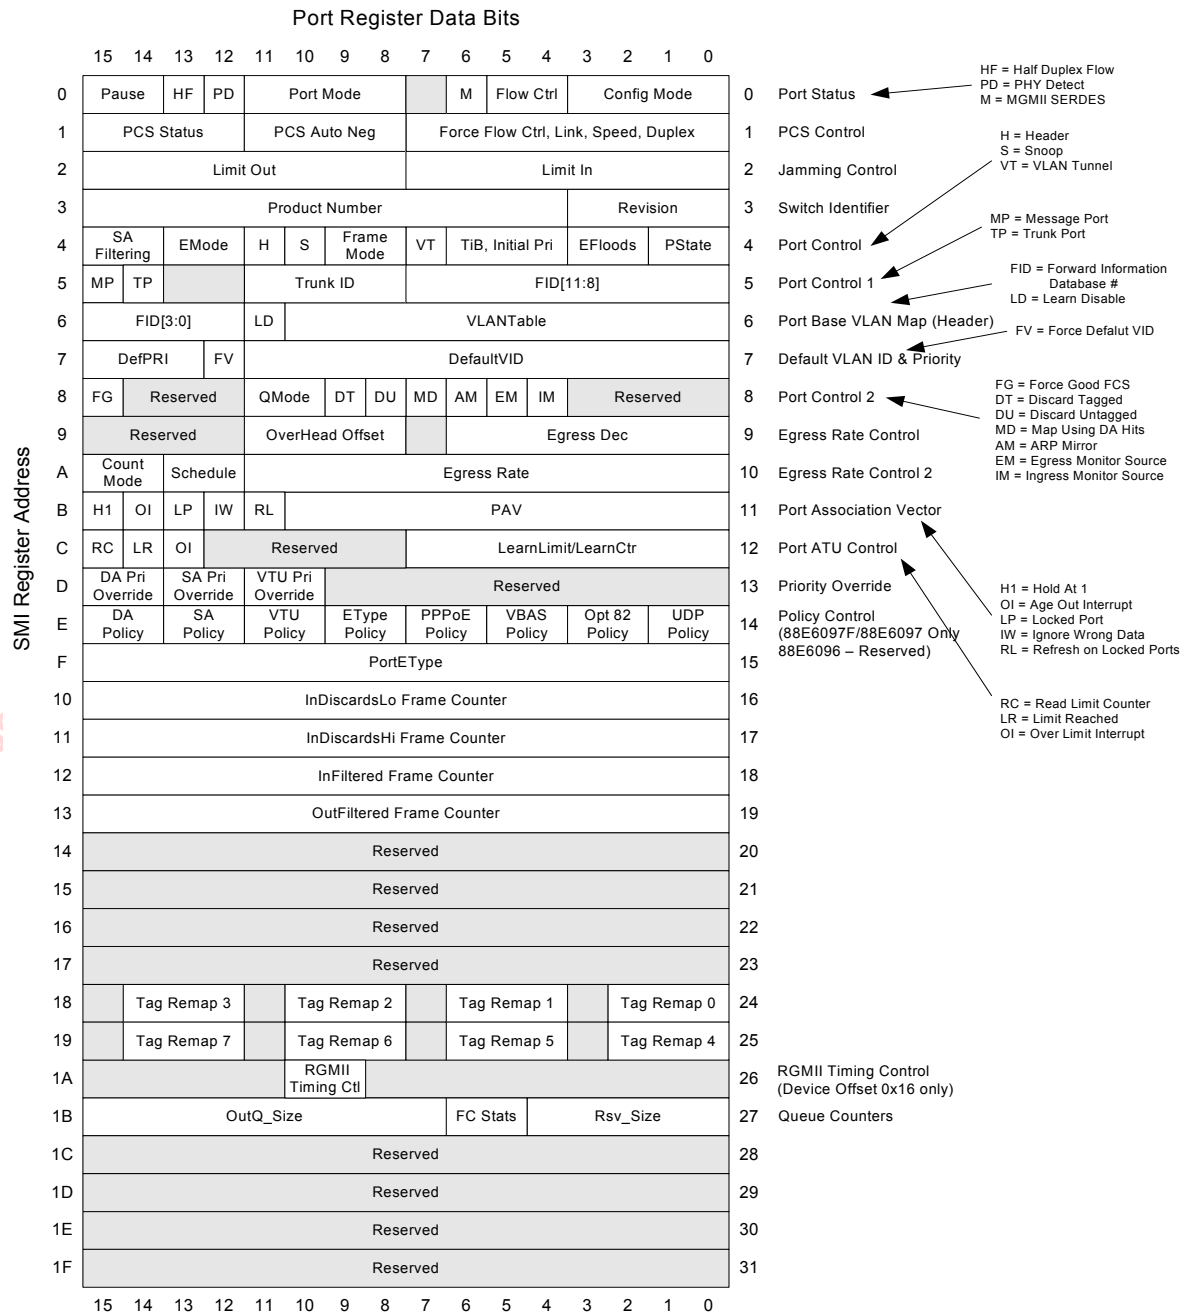 Port Register Data Bits
15 14 13 12 11 10 9 8 7 6 5 4 3 2 1 0
0 Pause HF PD Port Mode M Flow Ctrl Config Mode 0 Port Status
HF = Half Duplex Flow
PD = PHY Detect
M = MGMII SERDES
1 PCS Status PCS Auto Neg Force Flow Ctrl, Link, Speed, Duplex 1 PCS Control
H = Header
S = Snoop
VT = VLAN Tunnel
2 Limit Out Limit In 2 Jamming Control
3 Product Number Revision 3 Switch Identifier
MP = Message Port
TP = Trunk Port
4 SA Filtering EMode H S Frame Mode VT TiB, Initial Pri EFloods PState 4 Port Control
5 MP TP Trunk ID FID[11:8] 5 Port Control 1
FID = Forward Information
Database #
LD = Learn Disable
6 FID[3:0] LD VLANTable 6 Port Base VLAN Map (Header)
FV = Force Defalut VID
7 DefPRI FV DefaultVID 7 Default VLAN ID & Priority
8 FG Reserved QMode DT DU MD AM EM IM Reserved 8 Port Control 2
FG = Force Good FCS
DT = Discard Tagged
DU = Discard Untagged
MD = Map Using DA Hits
AM = ARP Mirror
EM = Egress Monitor Source
IM = Ingress Monitor Source
9 Reserved OverHead Offset Egress Dec 9 Egress Rate Control
A Count Mode Schedule Egress Rate 10 Egress Rate Control 2
SMI Register Address
B H1 OI LP IW RL PAV 11 Port Association Vector
C RC LR OI Reserved LearnLimit/LearnCtr 12 Port ATU Control
D DA Pri Override SA Pri Override VTU Pri Override Reserved 13 Priority Override
H1 = Hold At 1
OI = Age Out Interrupt
LP = Locked Port
IW = Ignore Wrong Data
RL = Refresh on Locked Ports
E DA Policy SA Policy VTU Policy EType Policy PPPoE Policy VBAS Policy Opt 82 Policy UDP Policy 14 Policy Control
(88E6097F/88E6097 Only
88E6096 – Reserved)
F PortEType 15
10 InDiscardsLo Frame Counter 16
RC = Read Limit Counter
LR = Limit Reached
OI = Over Limit Interrupt
11 InDiscardsHi Frame Counter 17
12 InFiltered Frame Counter 18
13 OutFiltered Frame Counter 19
14 Reserved 20
15 Reserved 21
16 Reserved 22
17 Reserved 23
18 Tag Remap 3 Tag Remap 2 Tag Remap 1 Tag Remap 0 24
19 Tag Remap 7 Tag Remap 6 Tag Remap 5 Tag Remap 4 25
1A RGMII Timing Ctl 26 RGMII Timing Control
(Device Offset 0x16 only)
1B OutQ_Size FC Stats Rsv_Size 27 Queue Counters
1C Reserved 28
1D Reserved 29
1E Reserved 30
1F Reserved 31
15 14 13 12 11 10 9 8 7 6 5 4 3 2 1 0